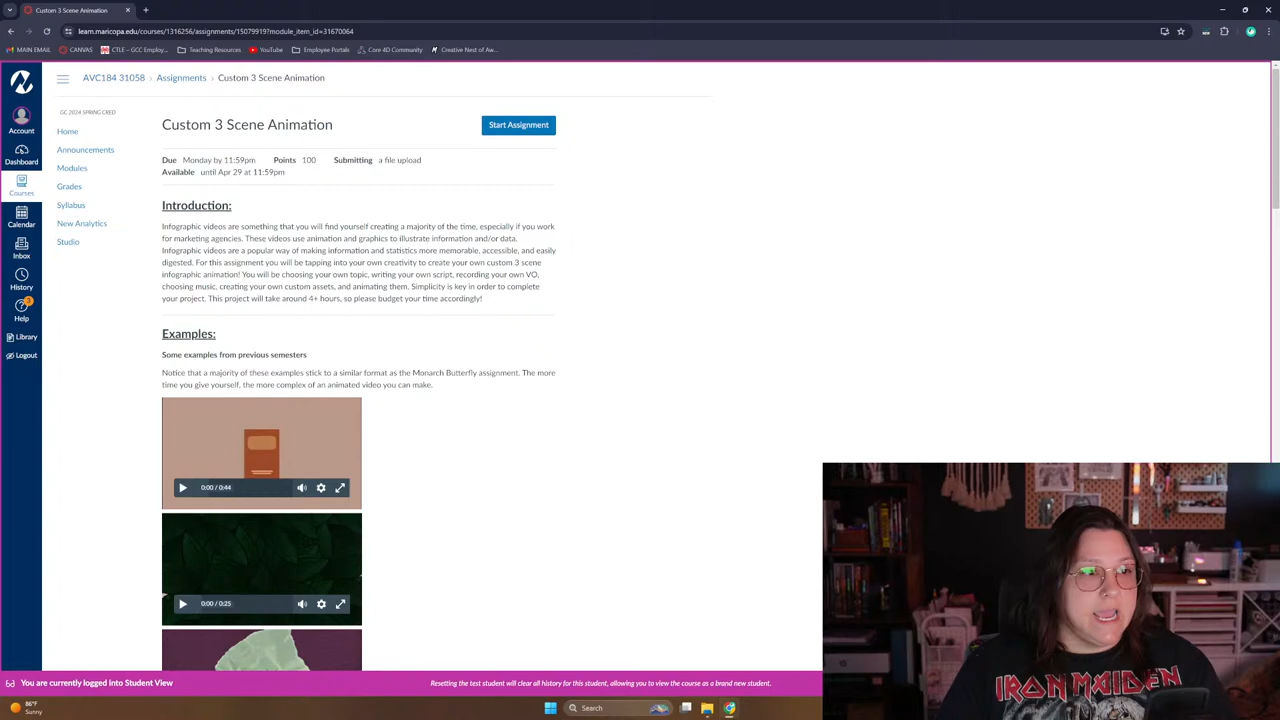 Custom 3 Scene Animation
learn.maricopa.edu/courses/1316256/assignments/15079919?module_item_id=31670064
MAIN EMAIL
CANVAS
CTLE – GCC Employ...
Teaching Resources
YouTube
Employee Portals
Core 4D Community
Creative Nest of Aw...
AVC184 31058 › Assignments › Custom 3 Scene Animation
Account
Dashboard
Courses
Calendar
Inbox
History
3
Help
Library
Logout
GC 2024 SPRING CRED
Home
Announcements
Modules
Grades
Syllabus
New Analytics
Studio
Custom 3 Scene Animation
Start Assignment
Due Monday by 11:59pm Points 100 Submitting a file upload
Available until Apr 29 at 11:59pm
Introduction:
Infographic videos are something that you will find yourself creating a majority of the time, especially if you work
for marketing agencies. These videos use animation and graphics to illustrate information and/or data.
Infographic videos are a popular way of making information and statistics more memorable, accessible, and easily
digested. For this assignment you will be tapping into your own creativity to create your own custom 3 scene
infographic animation! You will be choosing your own topic, writing your own script, recording your own VO,
choosing music, creating your own custom assets, and animating them. Simplicity is key in order to complete
your project. This project will take around 4+ hours, so please budget your time accordingly!
Examples:
Some examples from previous semesters
Notice that a majority of these examples stick to a similar format as the Monarch Butterfly assignment. The more
time you give yourself, the more complex of an animated video you can make.
0:00 / 0:44
0:00 / 0:25
IRON MAIDEN
You are currently logged into Student View
Resetting the test student will clear all history for this student, allowing you to view the course as a brand new student.
86°F
Sunny
Search